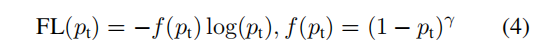 FL(pₜ) = −f(pₜ) log(pₜ), f(pₜ) = (1 − pₜ)^γ (4)